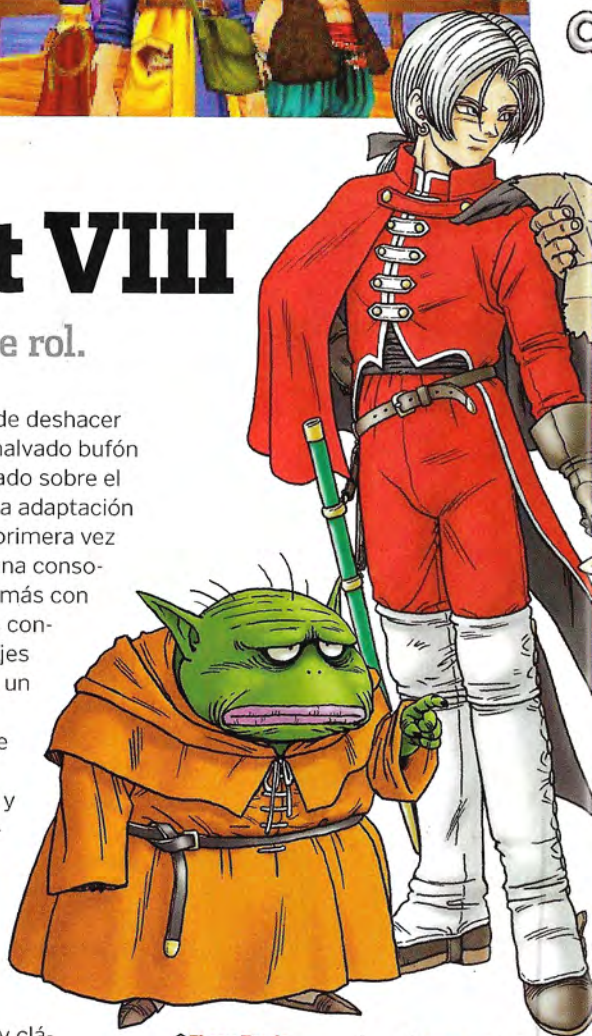 t VIII
e rol.
de deshacer
nalvado bufón
ado sobre el
a adaptación
primera vez
na conso-
más con
con-
jes
un
e
y
y clá-